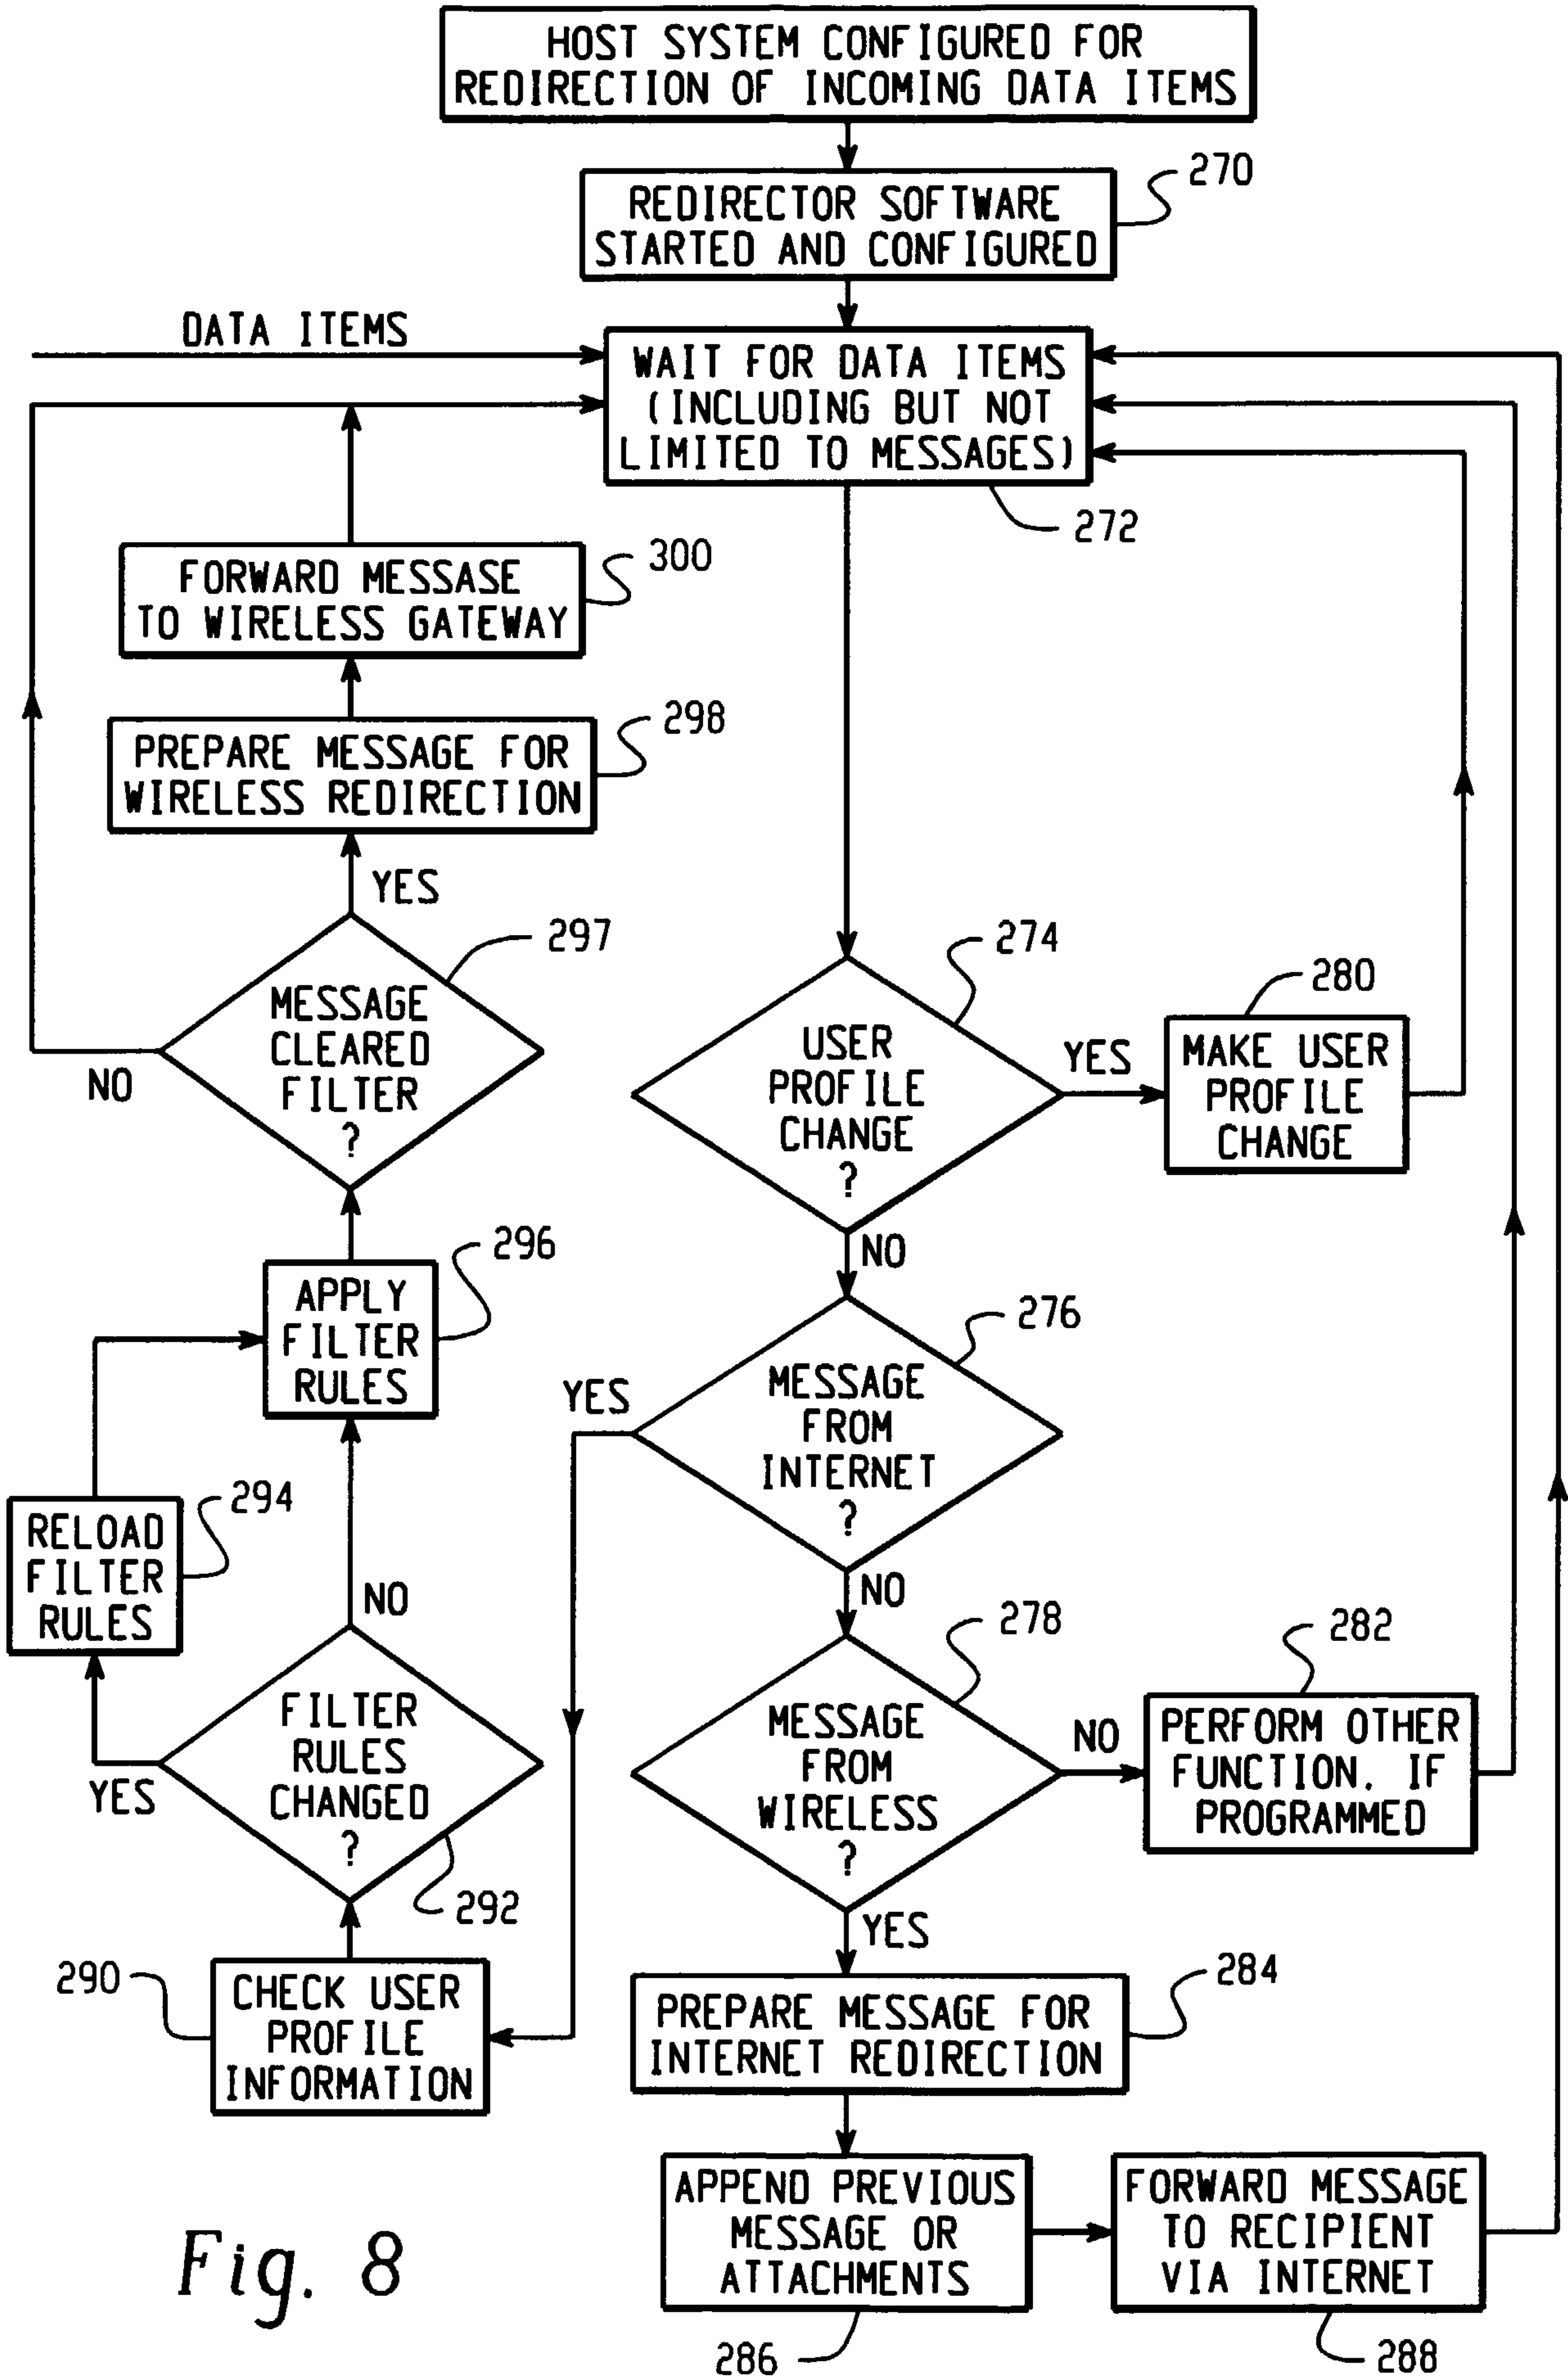 HOST SYSTEM CONFIGURED FOR
REDIRECTION OF INCOMING DATA ITEMS
270
REDIRECTOR SOFTWARE
STARTED AND CONFIGURED
DATA ITEMS
WAIT FOR DATA ITEMS
(INCLUDING BUT NOT
LIMITED TO MESSAGES)
272
300
FORWARD MESSASE
TO WIRELESS GATEWAY
298
PREPARE MESSAGE FOR
WIRELESS REDIRECTION
YES
297
MESSAGE
CLEARED
FILTER
?
NO
274
USER
PROFILE
CHANGE
?
YES
280
MAKE USER
PROFILE
CHANGE
NO
296
APPLY
FILTER
RULES
276
MESSAGE
FROM
INTERNET
?
YES
NO
294
RELOAD
FILTER
RULES
NO
278
MESSAGE
FROM
WIRELESS
?
NO
282
PERFORM OTHER
FUNCTION, IF
PROGRAMMED
FILTER
RULES
CHANGED
?
YES
292
YES
290
CHECK USER
PROFILE
INFORMATION
284
PREPARE MESSAGE FOR
INTERNET REDIRECTION
APPEND PREVIOUS
MESSAGE OR
ATTACHMENTS
286
FORWARD MESSAGE
TO RECIPIENT
VIA INTERNET
288
Fig. 8